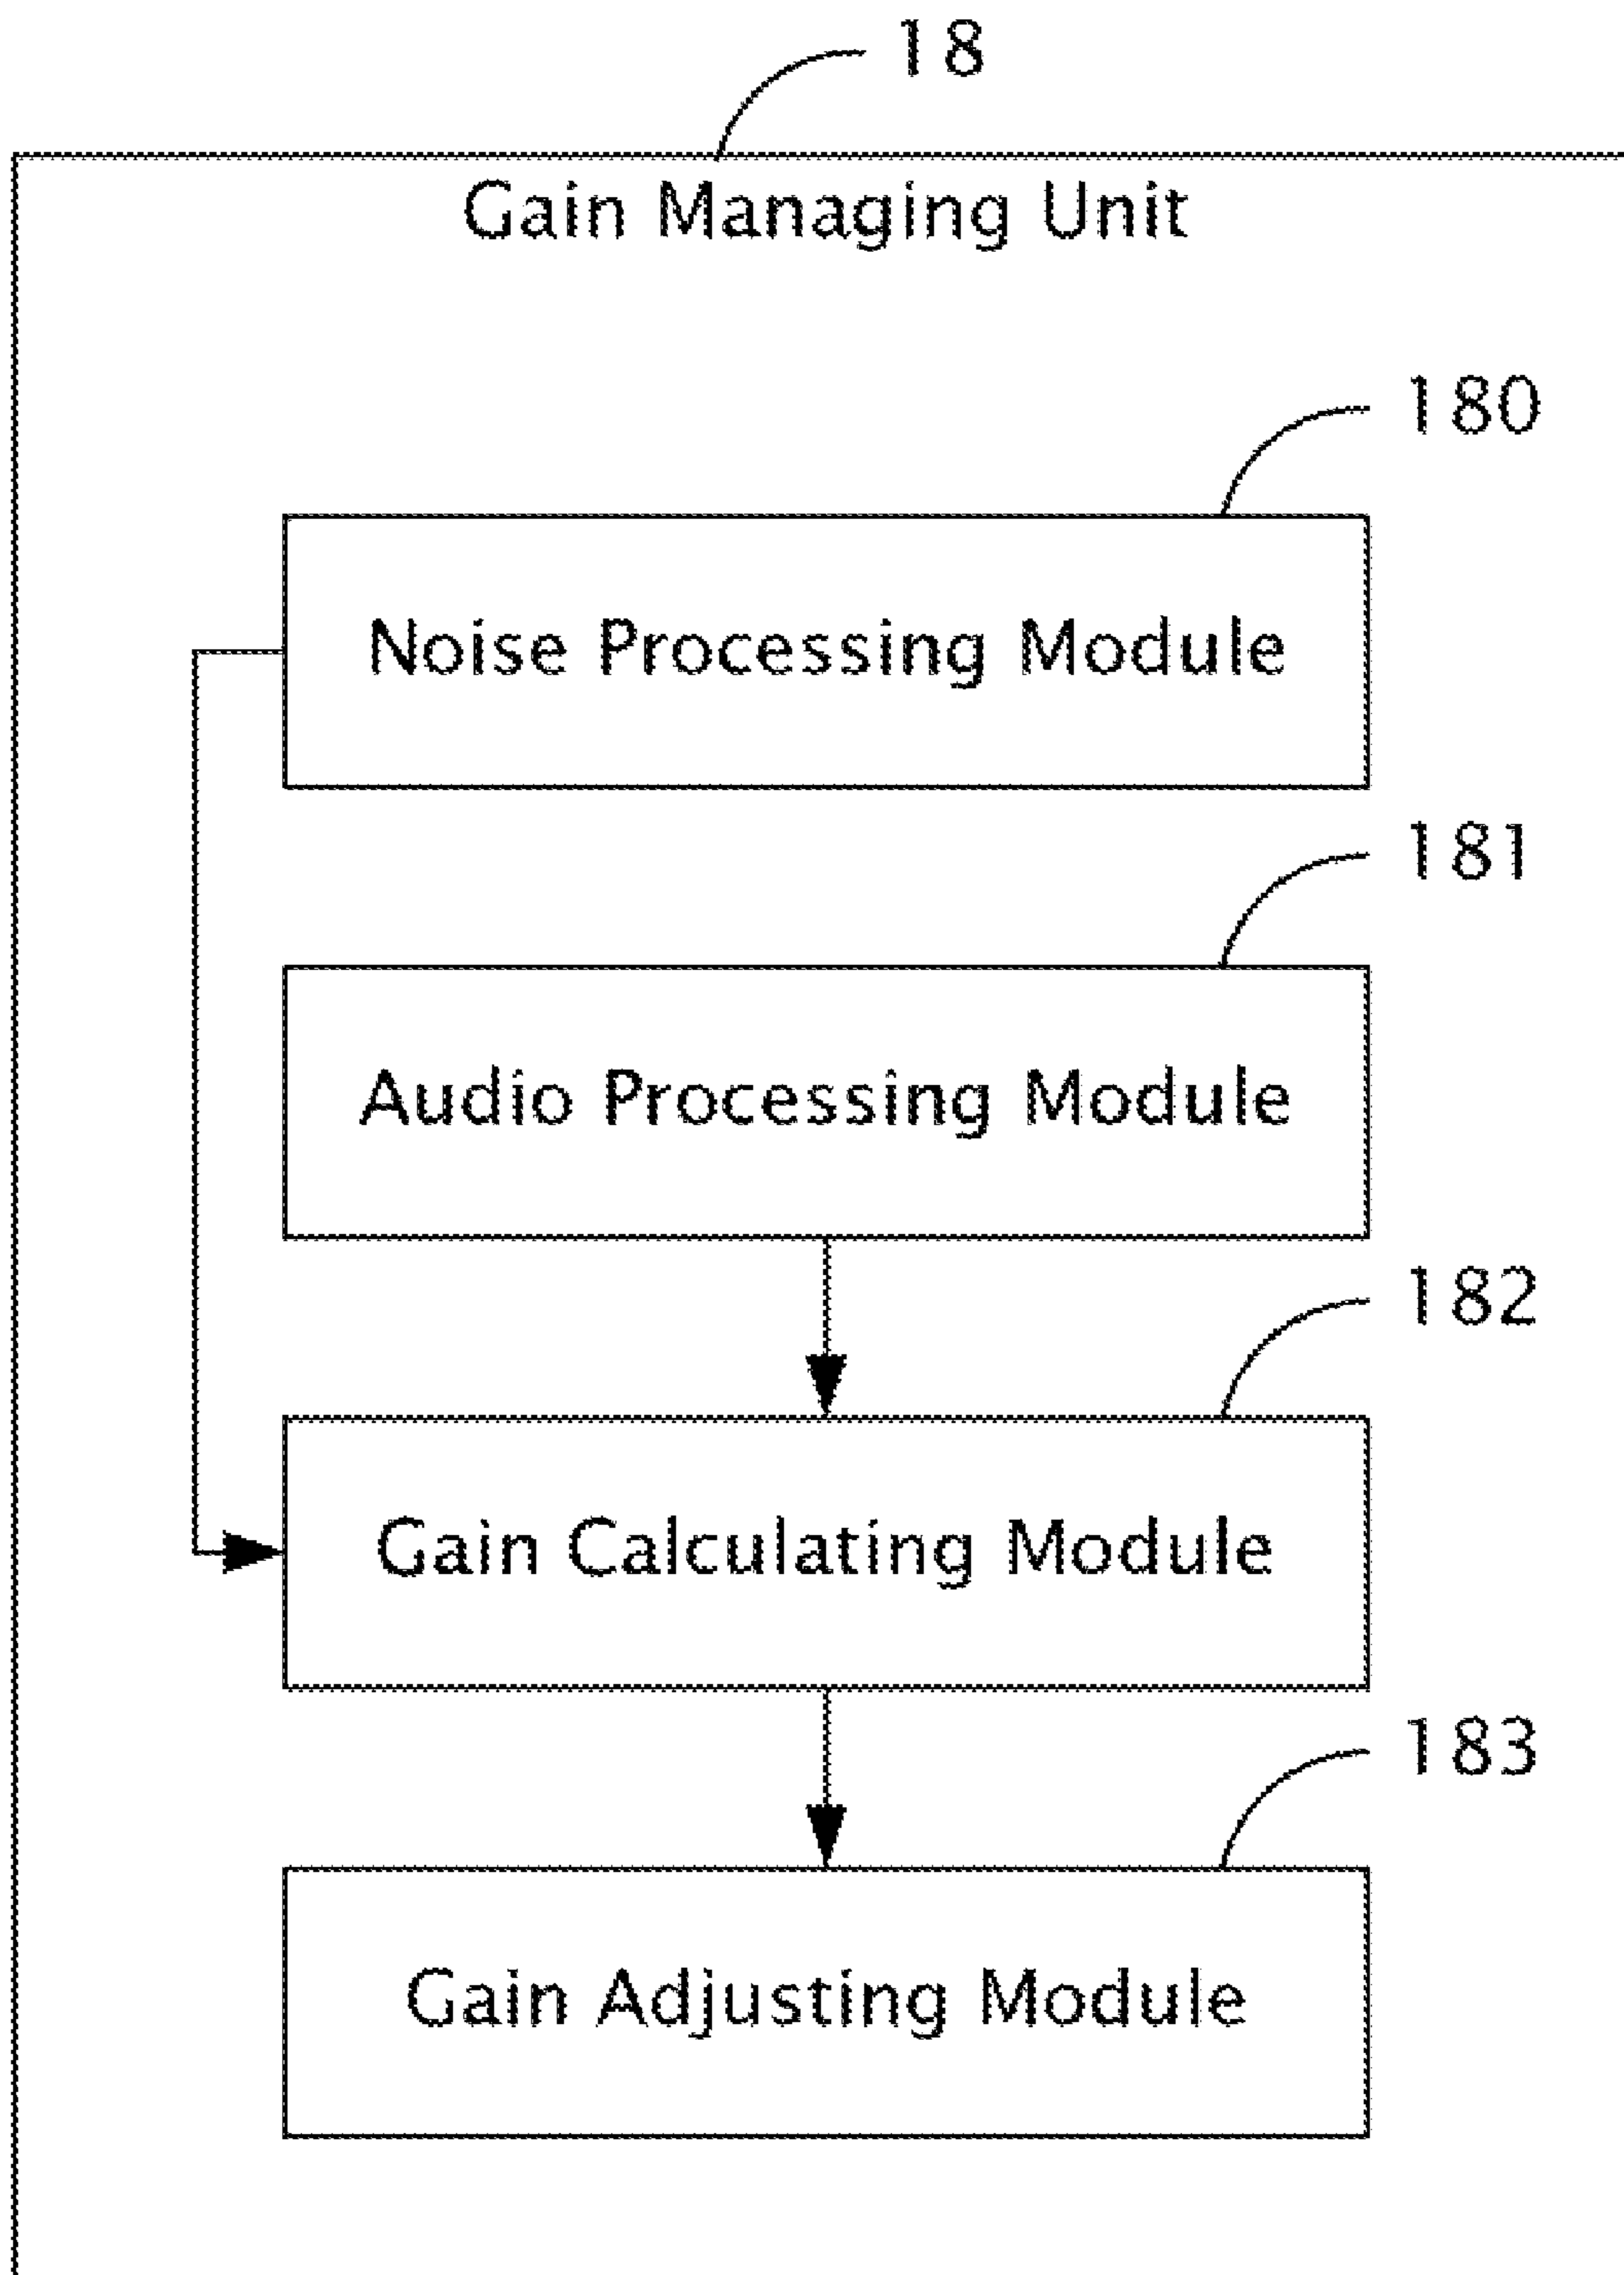 18
Gain Managing Unit
180
Noise Processing Module
181
Audio Processing Module
182
Gain Calculating Module
183
Gain Adjusting Module